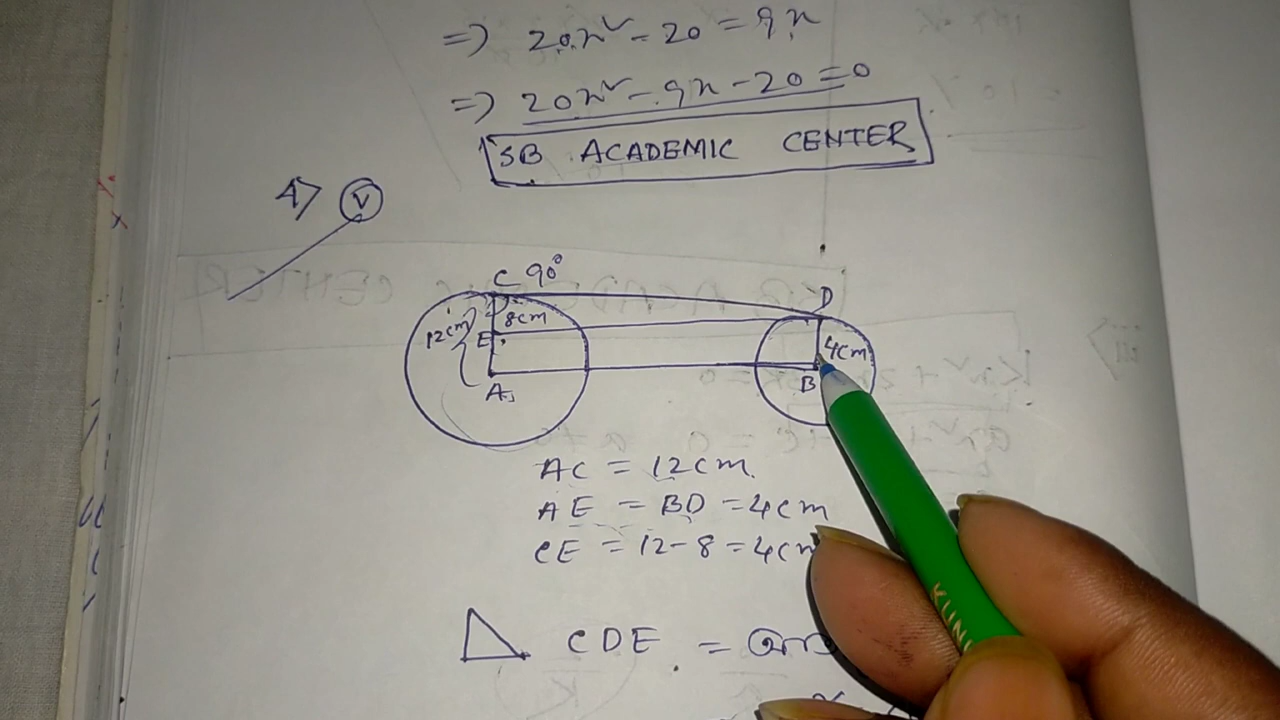 => 20x² - 20 = 9x
=> 20x² - 9x - 20 = 0
SB ACADEMIC CENTER
4> V
C 90°
D
12cm 8cm
E
4cm
A
B
AC = 12cm
AE = BD = 4cm
CE = 12-8 = 4cm
CDE =
KUN